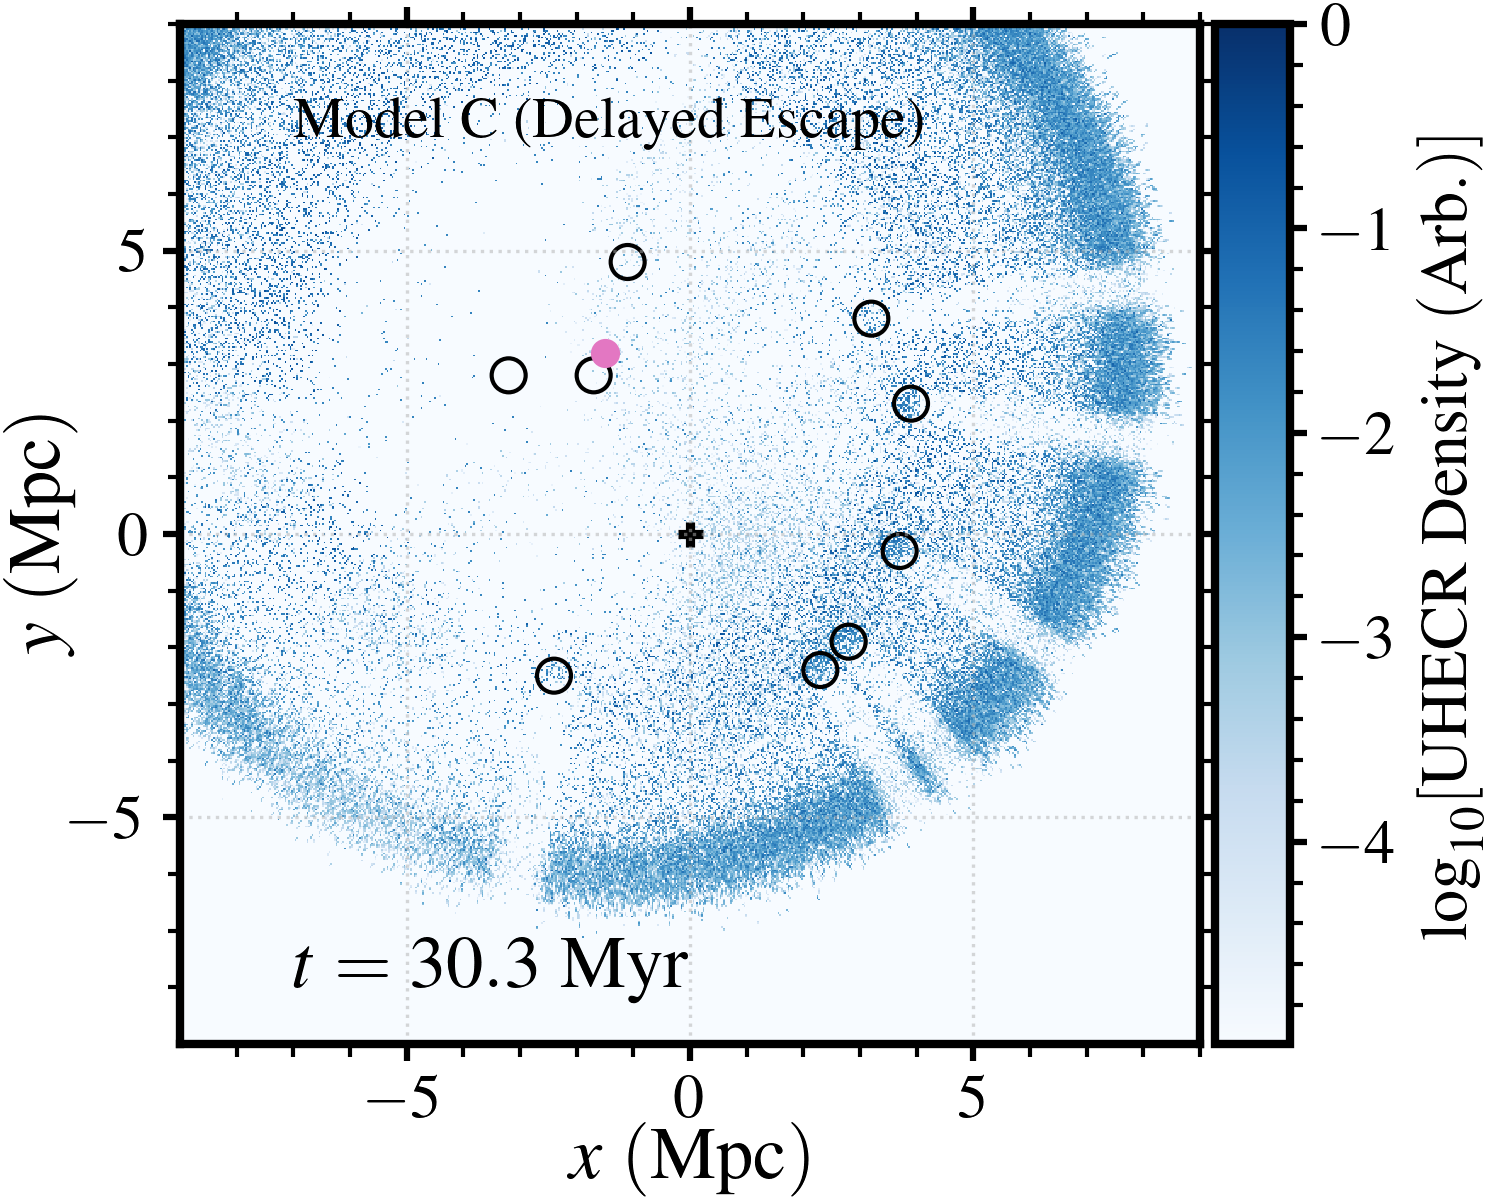 Model C (Delayed Escape)
t = 30.3 Myr
5
0
−5
y (Mpc)
−5
0
5
x (Mpc)
0
−1
−2
−3
−4
log10[UHECR Density (Arb.)]